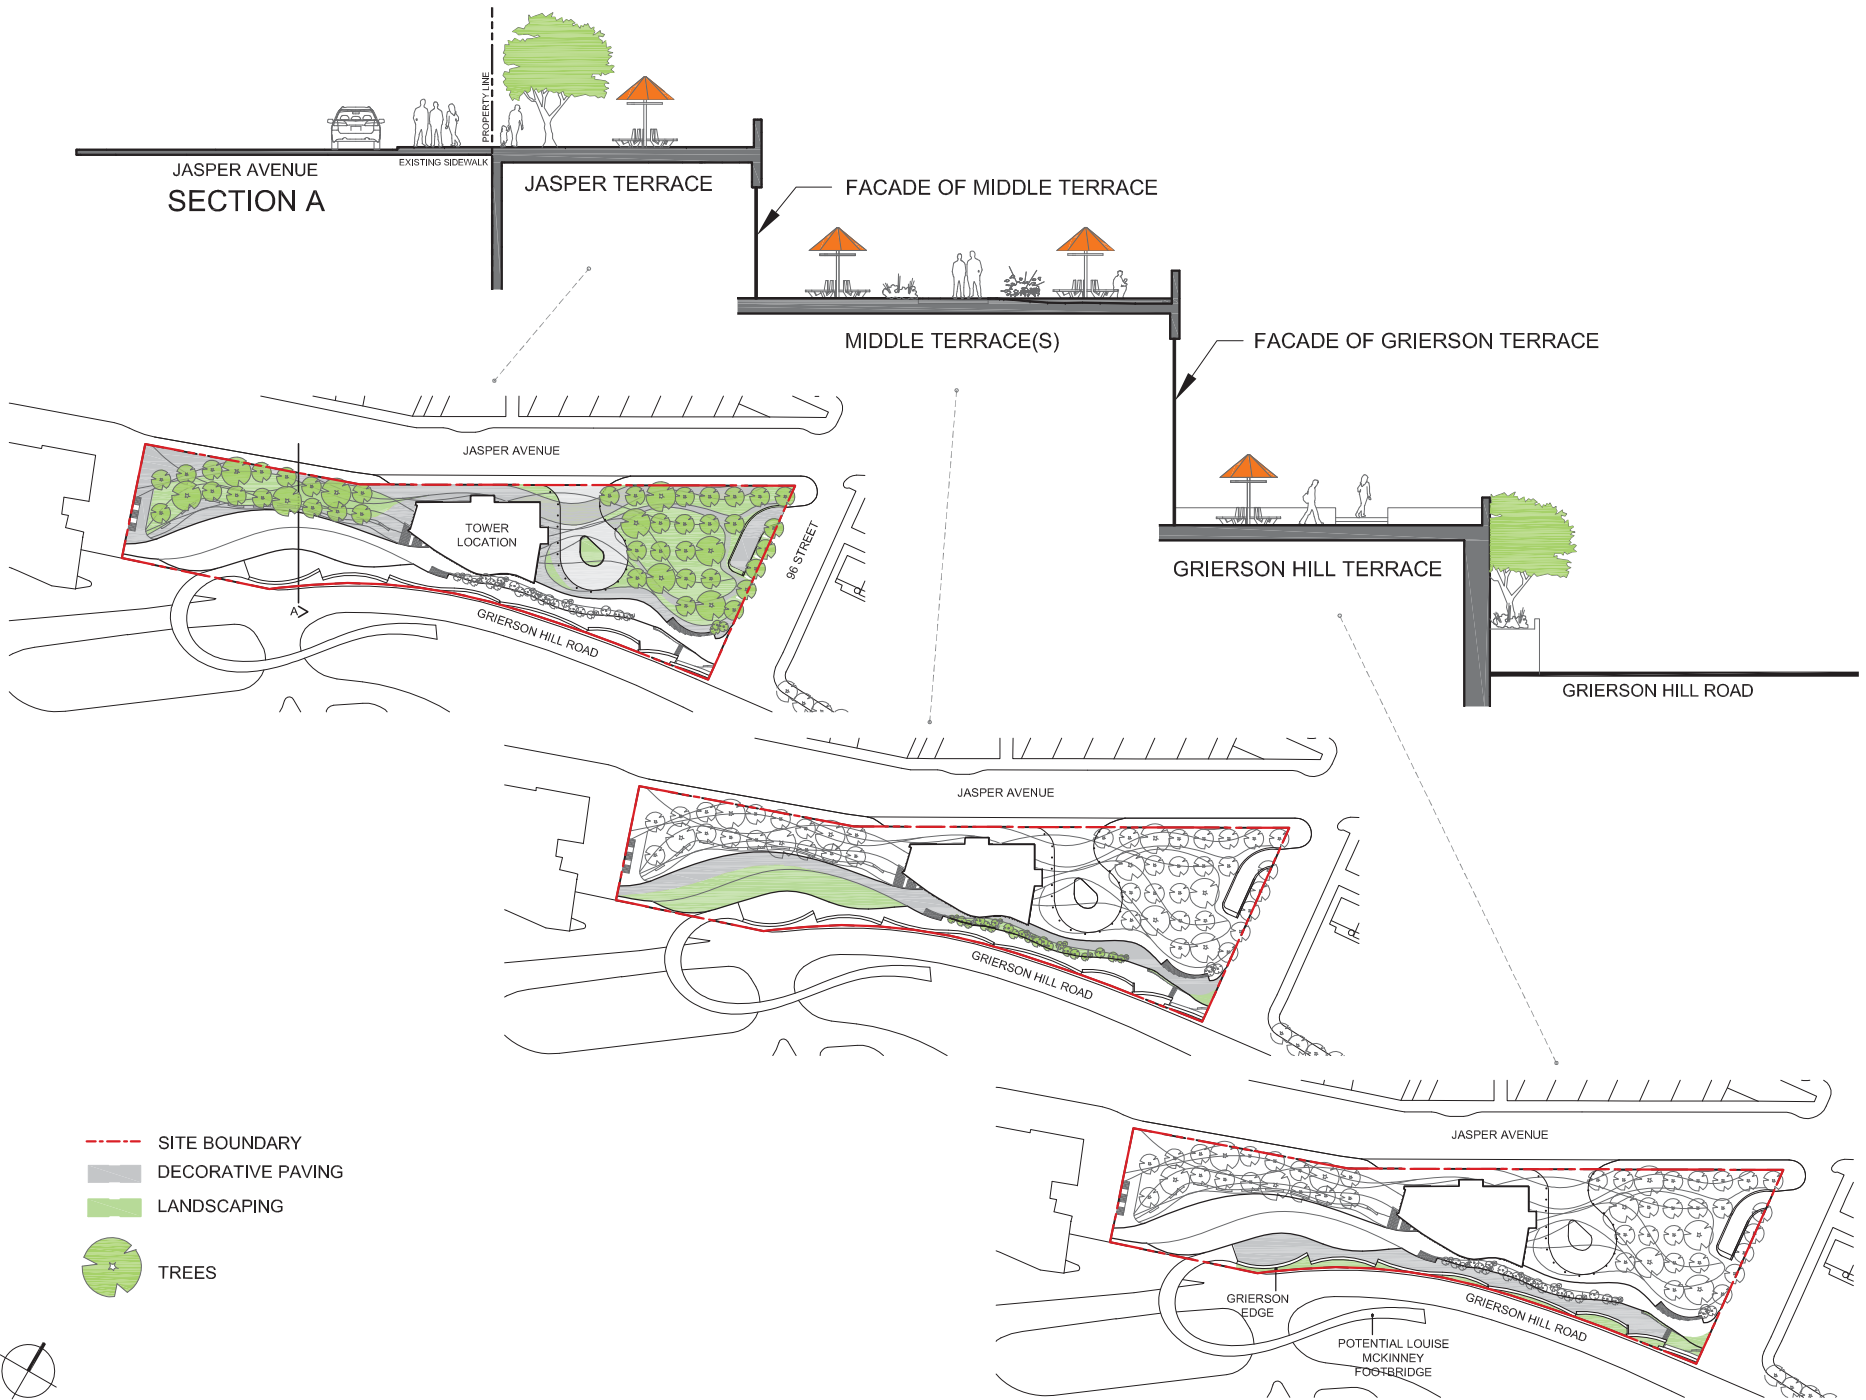 PROPERTY LINE
JASPER AVENUE
EXISTING SIDEWALK
SECTION A
JASPER TERRACE
FACADE OF MIDDLE TERRACE
MIDDLE TERRACE(S)
FACADE OF GRIERSON TERRACE
GRIERSON HILL TERRACE
GRIERSON HILL ROAD
JASPER AVENUE
TOWER
LOCATION
96 STREET
A
GRIERSON HILL ROAD
JASPER AVENUE
GRIERSON HILL ROAD
JASPER AVENUE
GRIERSON
EDGE
GRIERSON HILL ROAD
POTENTIAL LOUISE
MCKINNEY
FOOTBRIDGE
SITE BOUNDARY
DECORATIVE PAVING
LANDSCAPING
TREES